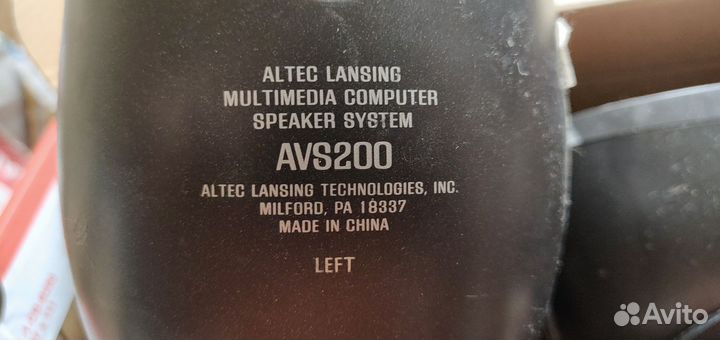 ALTEC LANSING
MULTIMEDIA COMPUTER
SPEAKER SYSTEM
AVS200
ALTEC LANSING TECHNOLOGIES, INC.
MILFORD, PA 18337
MADE IN CHINA
LEFT
Avito